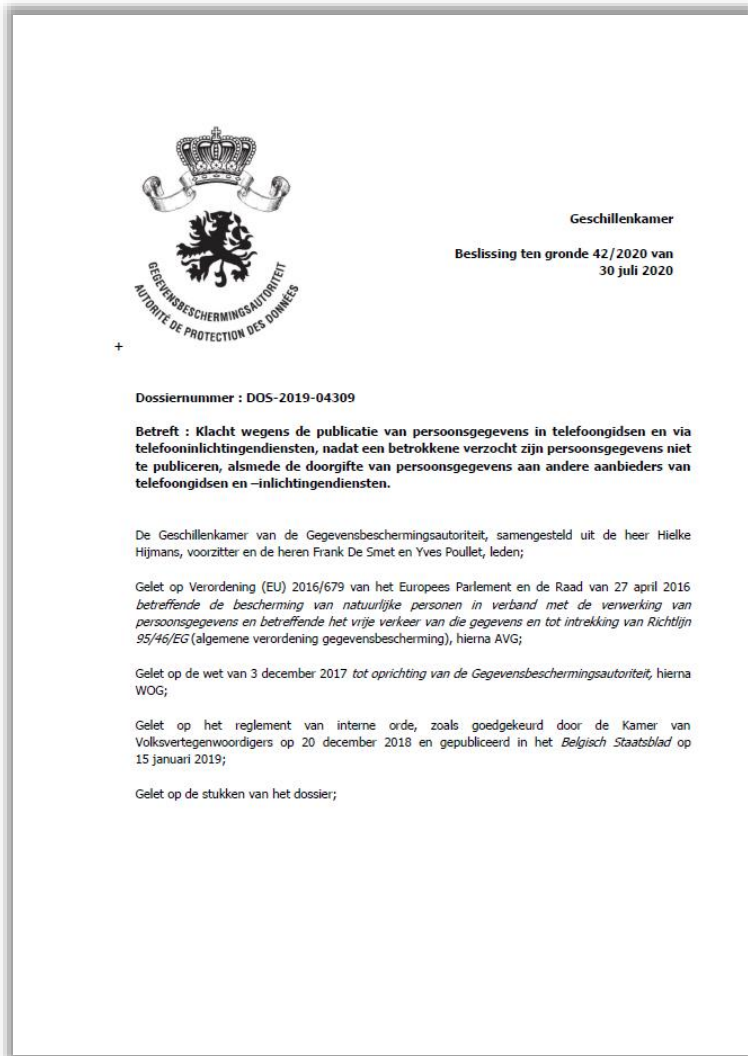 GEGEVENSBESCHERMINGSAUTORITEIT
AUTORITÉ DE PROTECTION DES DONNÉES
Geschillenkamer
Beslissing ten gronde 42/2020 van
30 juli 2020
+
Dossiernummer : DOS-2019-04309
Betreft : Klacht wegens de publicatie van persoonsgegevens in telefoongidsen en via
telefooninlichtingendiensten, nadat een betrokkene verzocht zijn persoonsgegevens niet
te publiceren, alsmede de doorgifte van persoonsgegevens aan andere aanbieders van
telefoongidsen en –inlichtingendiensten.
De Geschillenkamer van de Gegevensbeschermingsautoriteit, samengesteld uit de heer Hielke
Hijmans, voorzitter en de heren Frank De Smet en Yves Poullet, leden;
Gelet op Verordening (EU) 2016/679 van het Europees Parlement en de Raad van 27 april 2016
betreffende de bescherming van natuurlijke personen in verband met de verwerking van
persoonsgegevens en betreffende het vrije verkeer van die gegevens en tot intrekking van Richtlijn
95/46/EG (algemene verordening gegevensbescherming), hierna AVG;
Gelet op de wet van 3 december 2017 tot oprichting van de Gegevensbeschermingsautoriteit, hierna
WOG;
Gelet op het reglement van interne orde, zoals goedgekeurd door de Kamer van
Volksvertegenwoordigers op 20 december 2018 en gepubliceerd in het Belgisch Staatsblad op
15 januari 2019;
Gelet op de stukken van het dossier;